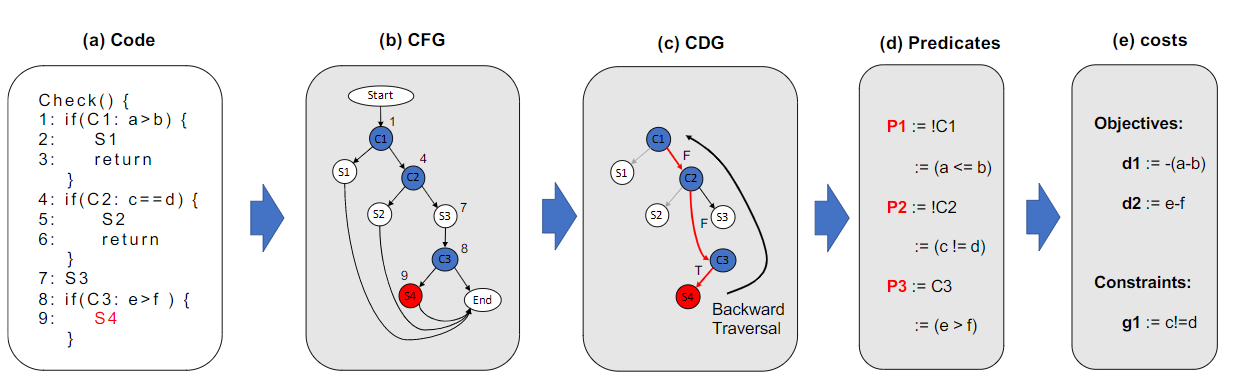 (a) Code
Check() {
1: if(C1: a>b) {
2: S1
3: return
}
4: if(C2: c==d) {
5: S2
6: return
}
7: S3
8: if(C3: e>f ) {
9: S4
}
(b) CFG
Start
1
C1
S1
4
C2
S2
S3
7
8
C3
9
S4
End
(c) CDG
C1
F
S1
C2
S2
S3
F
C3
T
S4
Backward
Traversal
(d) Predicates
P1 := !C1
:= (a <= b)
P2 := !C2
:= (c != d)
P3 := C3
:= (e > f)
(e) costs
Objectives:
d1 := -(a-b)
d2 := e-f
Constraints:
g1 := c!=d